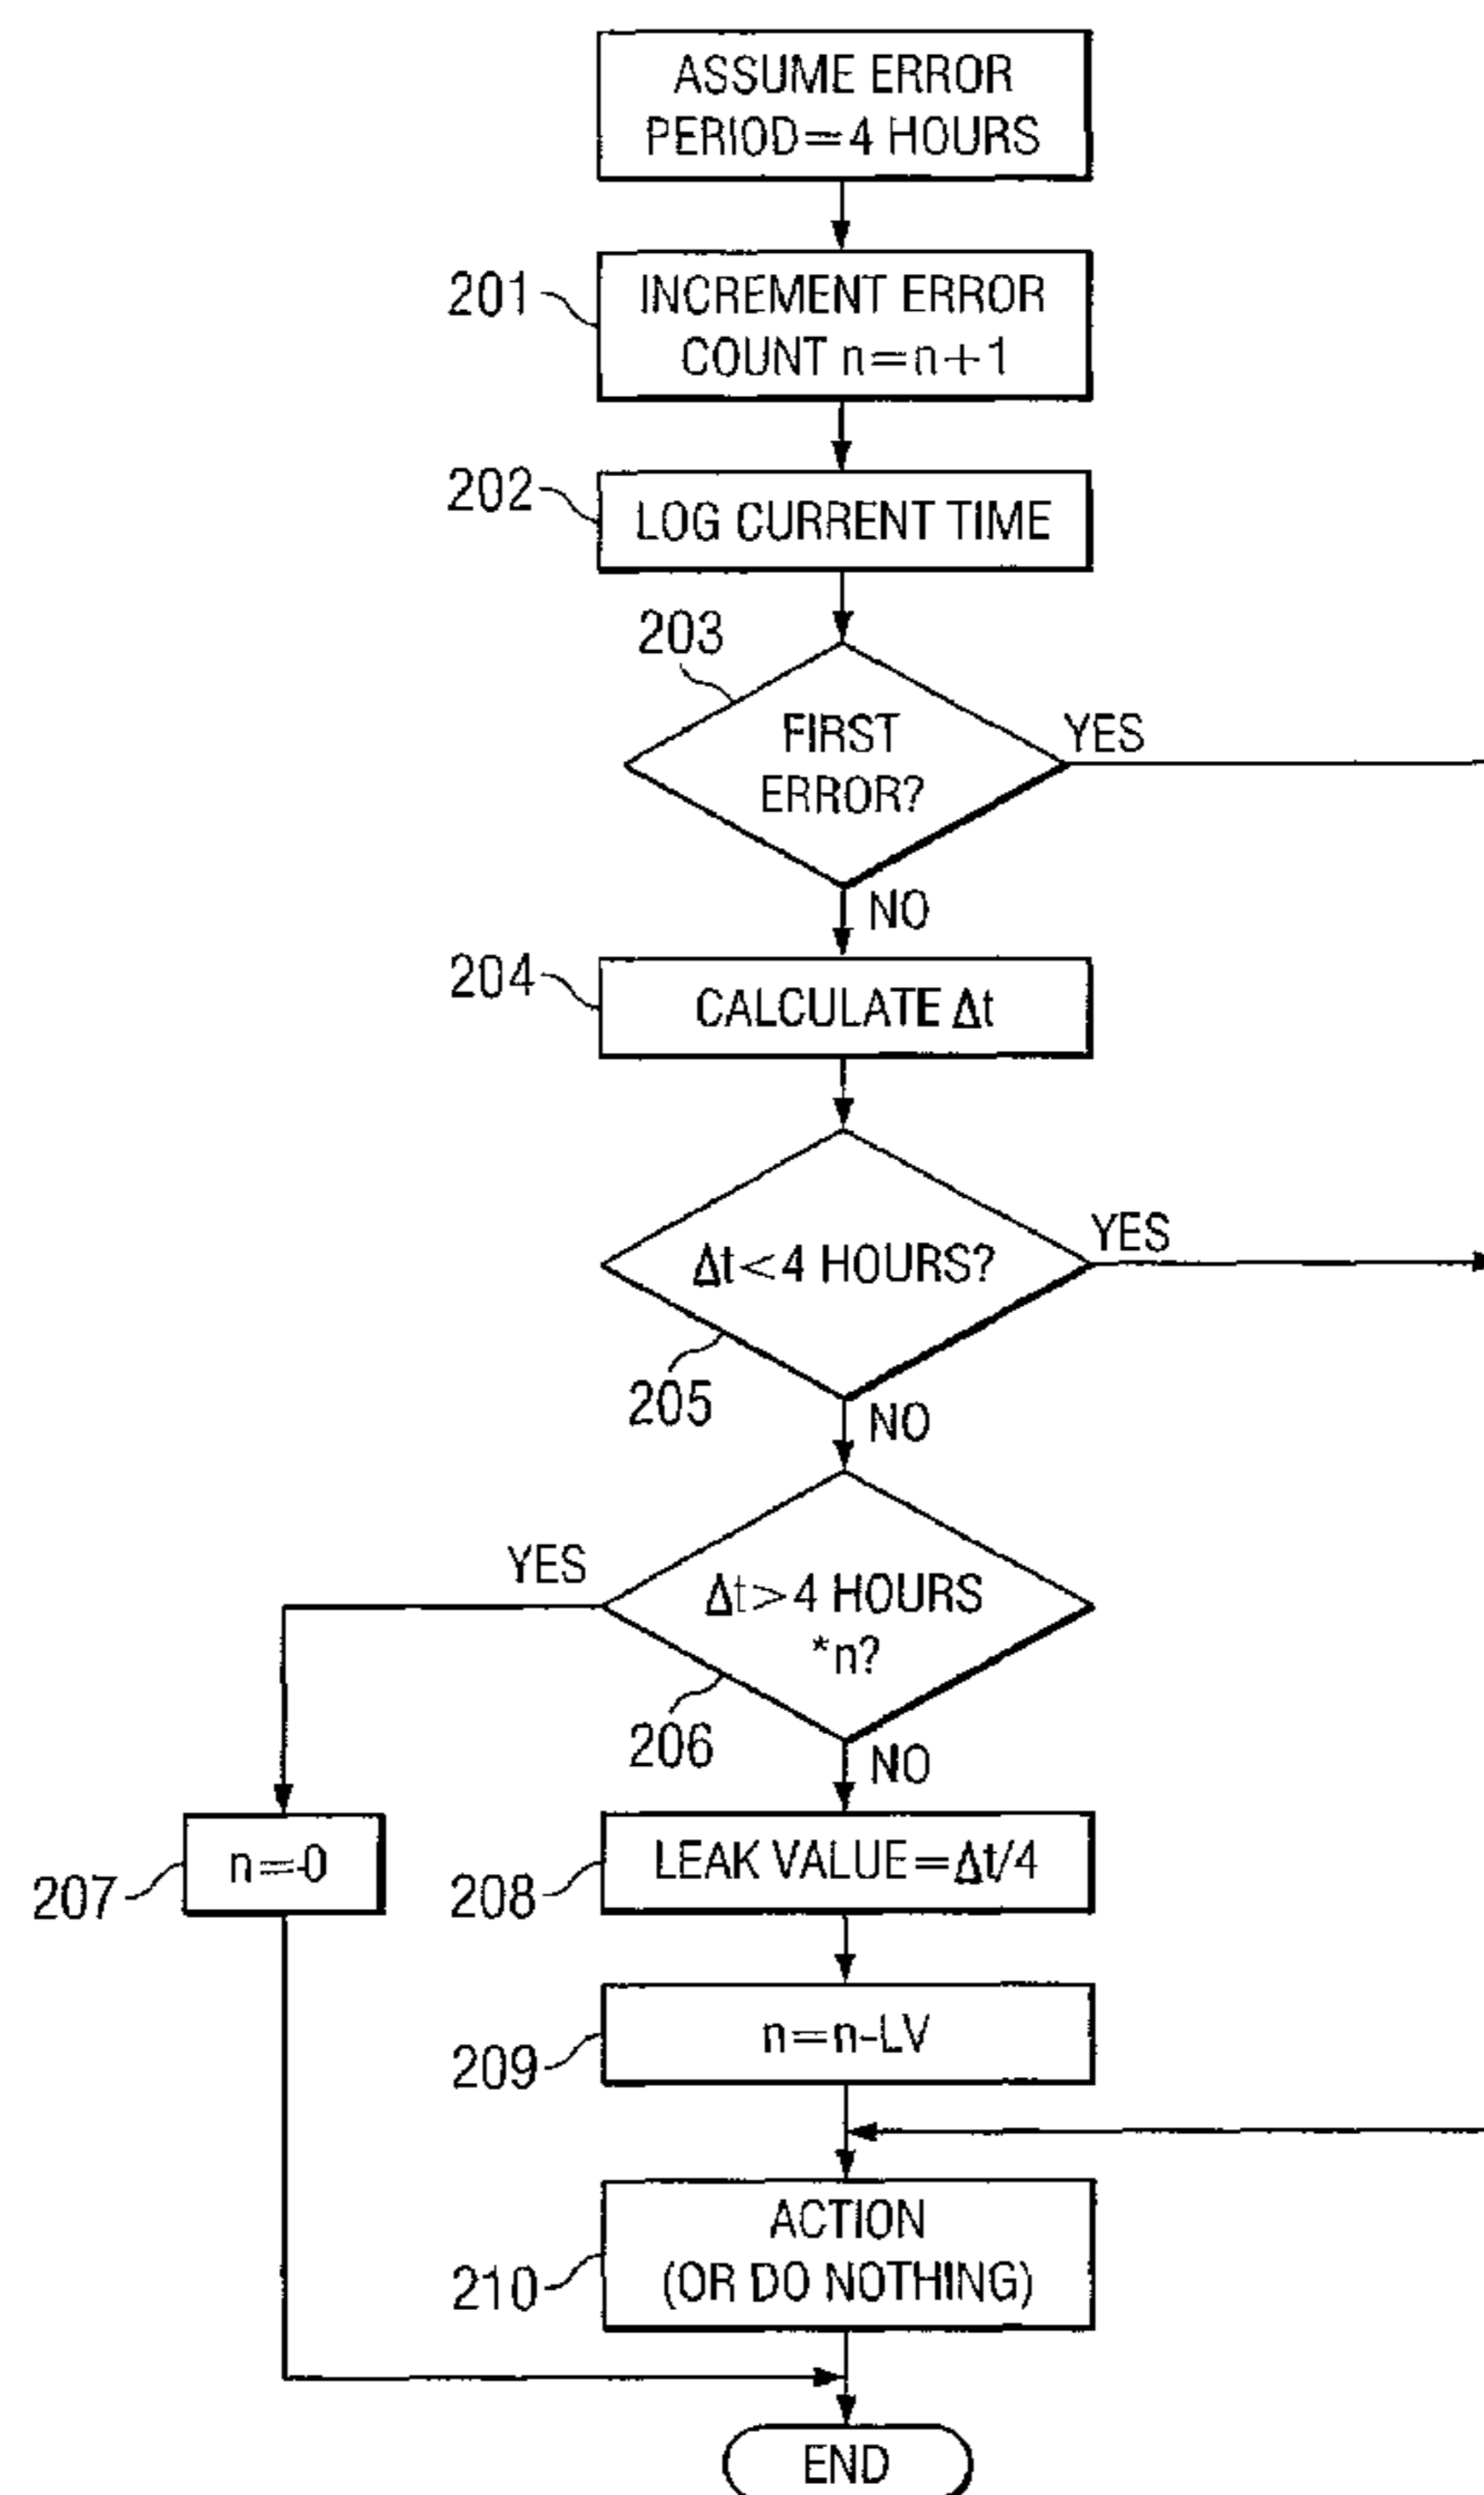 ASSUME ERROR
PERIOD=4 HOURS
201
INCREMENT ERROR
COUNT n=n+1
202
LOG CURRENT TIME
203
FIRST
ERROR?
YES
NO
204
CALCULATE Δt
Δt<4 HOURS?
YES
205
NO
YES
Δt>4 HOURS
*n?
206
NO
207
n=0
208
LEAK VALUE=Δt/4
209
n=n-LV
210
ACTION
(OR DO NOTHING)
END